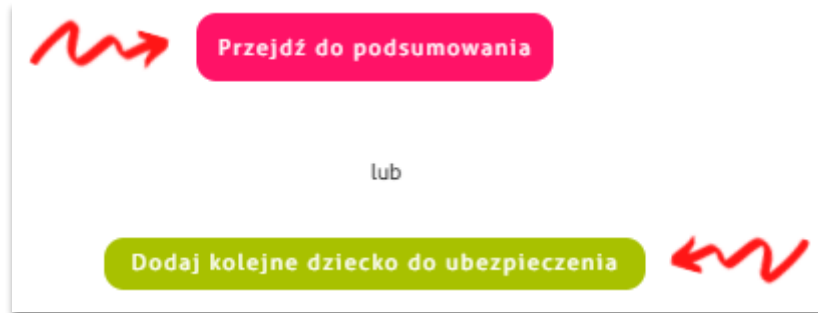 Przejdź do podsumowania
lub
Dodaj kolejne dziecko do ubezpieczenia